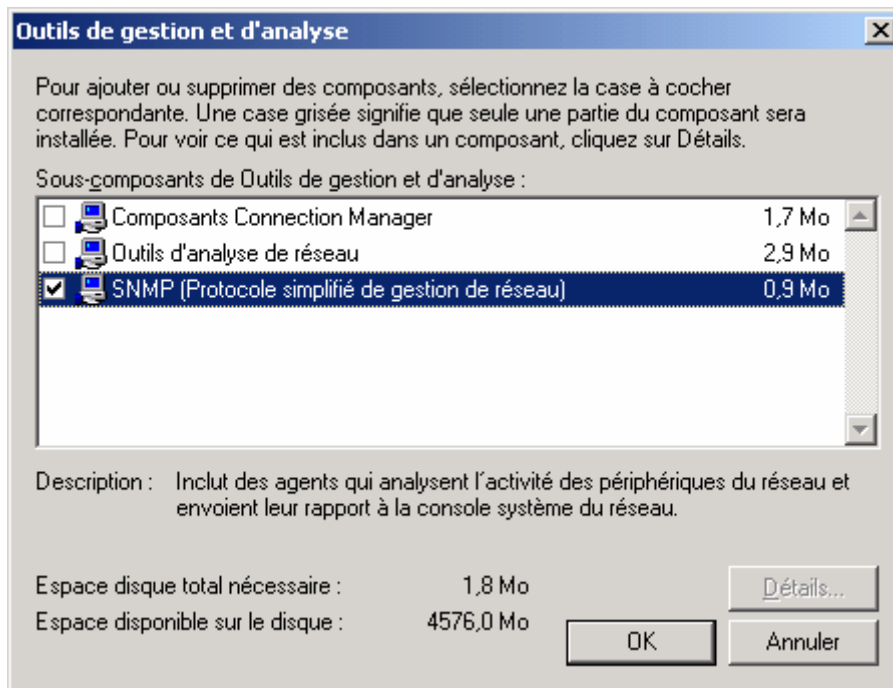 Outils de gestion et d'analyse
Pour ajouter ou supprimer des composants, sélectionnez la case à cocher
correspondante. Une case grisée signifie que seule une partie du composant sera
installée. Pour voir ce qui est inclus dans un composant, cliquez sur Détails.
Sous-composants de Outils de gestion et d'analyse :
Composants Connection Manager 1,7 Mo
Outils d'analyse de réseau 2,9 Mo
SNMP (Protocole simplifié de gestion de réseau) 0,9 Mo
Description : Inclut des agents qui analysent l'activité des périphériques du réseau et
envoient leur rapport à la console système du réseau.
Espace disque total nécessaire : 1,8 Mo
Détails...
Espace disponible sur le disque : 4576,0 Mo
OK Annuler